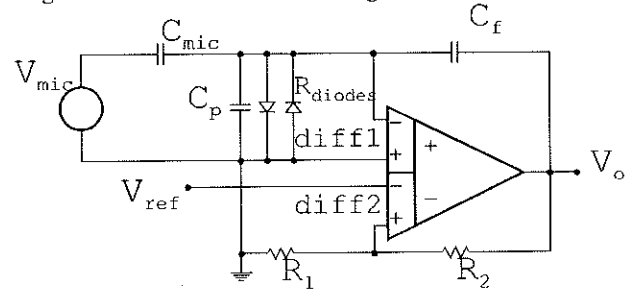 C_mic
C_f
V_mic
C_p
R_diodes
diff1
V_ref
diff2
V_o
R_1
R_2